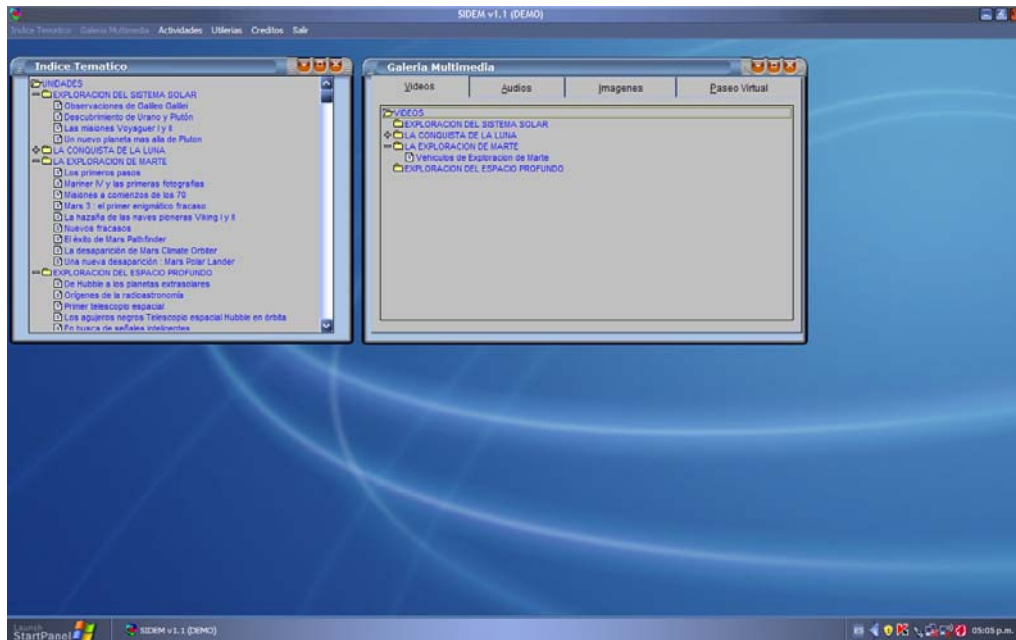 SIDEM v1.1 (DEMO)
Indice Tematico Galeria Multimedia Actividades Utilerias Creditos Salir
Indice Tematico
UNIDADES
EXPLORACION DEL SISTEMA SOLAR
Observaciones de Galileo Galilei
Descubrimiento de Urano y Plutón
Las misiones Voyaguer I y II
Un nuevo planeta mas alla de Pluton
LA CONQUISTA DE LA LUNA
LA EXPLORACION DE MARTE
Los primeros pasos
Mariner IV y las primeras fotografias
Misiones a comienzos de los 70
Mars 3 : el primer enigmático fracaso
La hazaña de las naves pioneras Viking I y II
Nuevos fracasos
El éxito de Mars Pathfinder
La desaparición de Mars Climate Orbiter
Una nueva desaparición : Mars Polar Lander
EXPLORACION DEL ESPACIO PROFUNDO
De Hubble a los planetas extrasolares
Orígenes de la radioastronomía
Primer telescopio espacial
Los agujeros negros Telescopio espacial Hubble en órbita
En busca de señales inteligentes
Galeria Multimedia
Videos Audios Imagenes Paseo Virtual
VIDEOS
EXPLORACION DEL SISTEMA SOLAR
LA CONQUISTA DE LA LUNA
LA EXPLORACION DE MARTE
Vehiculos de Exploracion de Marte
EXPLORACION DEL ESPACIO PROFUNDO
Launch
StartPanel
SIDEM v1.1 (DEMO)
05:05 p.m.